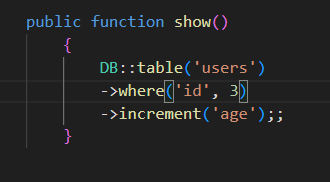 public function show()
{
DB::table('users')
->where('id', 3)
->increment('age');;
}